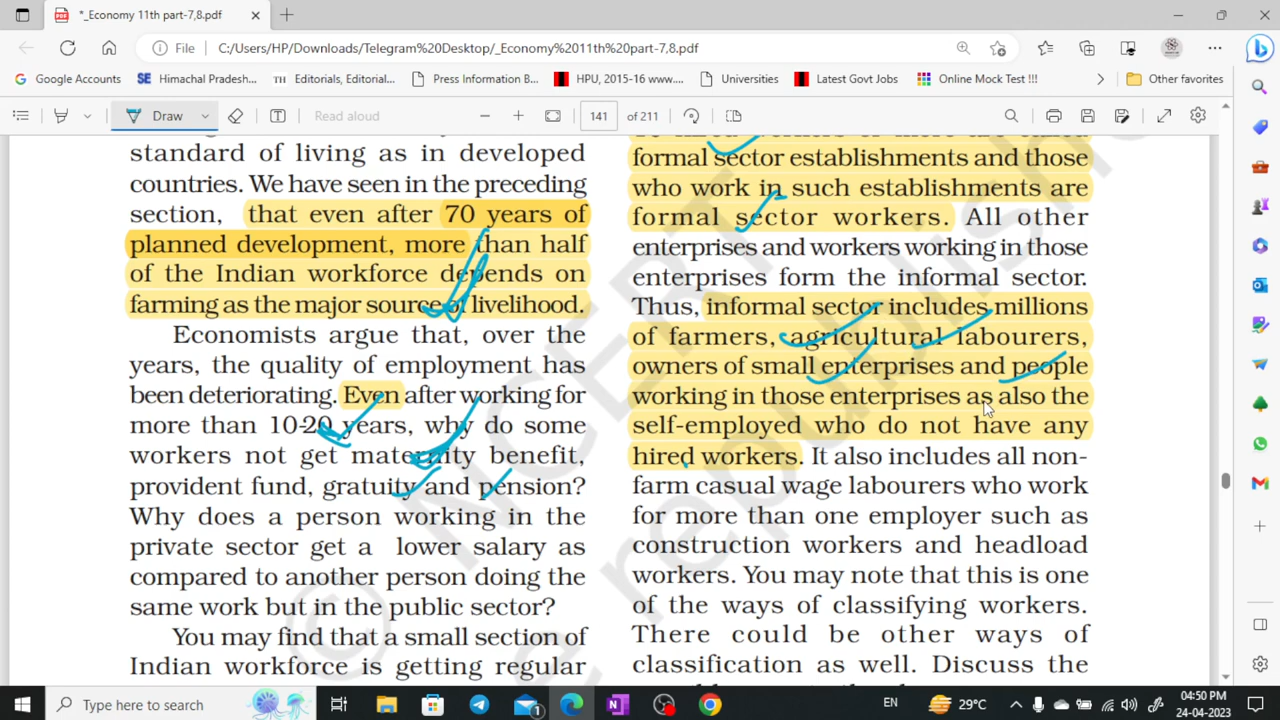 *_Economy 11th part-7,8.pdf
File
C:/Users/HP/Downloads/Telegram%20Desktop/_Economy%2011th%20part-7,8.pdf
Google Accounts
SE Himachal Pradesh...
TH Editorials, Editorial...
Press Information B...
HPU, 2015-16 www....
Universities
Latest Govt Jobs
Online Mock Test !!!
Other favorites
Draw
Read aloud
141 of 211
standard of living as in developed
countries. We have seen in the preceding
section, that even after 70 years of
planned development, more than half
of the Indian workforce depends on
farming as the major source of livelihood.
Economists argue that, over the
years, the quality of employment has
been deteriorating. Even after working for
more than 10-20 years, why do some
workers not get maternity benefit,
provident fund, gratuity and pension?
Why does a person working in the
private sector get a lower salary as
compared to another person doing the
same work but in the public sector?
You may find that a small section of
Indian workforce is getting regular
formal sector establishments and those
who work in such establishments are
formal sector workers. All other
enterprises and workers working in those
enterprises form the informal sector.
Thus, informal sector includes millions
of farmers, agricultural labourers,
owners of small enterprises and people
working in those enterprises as also the
self-employed who do not have any
hired workers. It also includes all non-
farm casual wage labourers who work
for more than one employer such as
construction workers and headload
workers. You may note that this is one
of the ways of classifying workers.
There could be other ways of
classification as well. Discuss the
© NCERT
republishe
Type here to search
1
29°C
EN
04:50 PM
24-04-2023